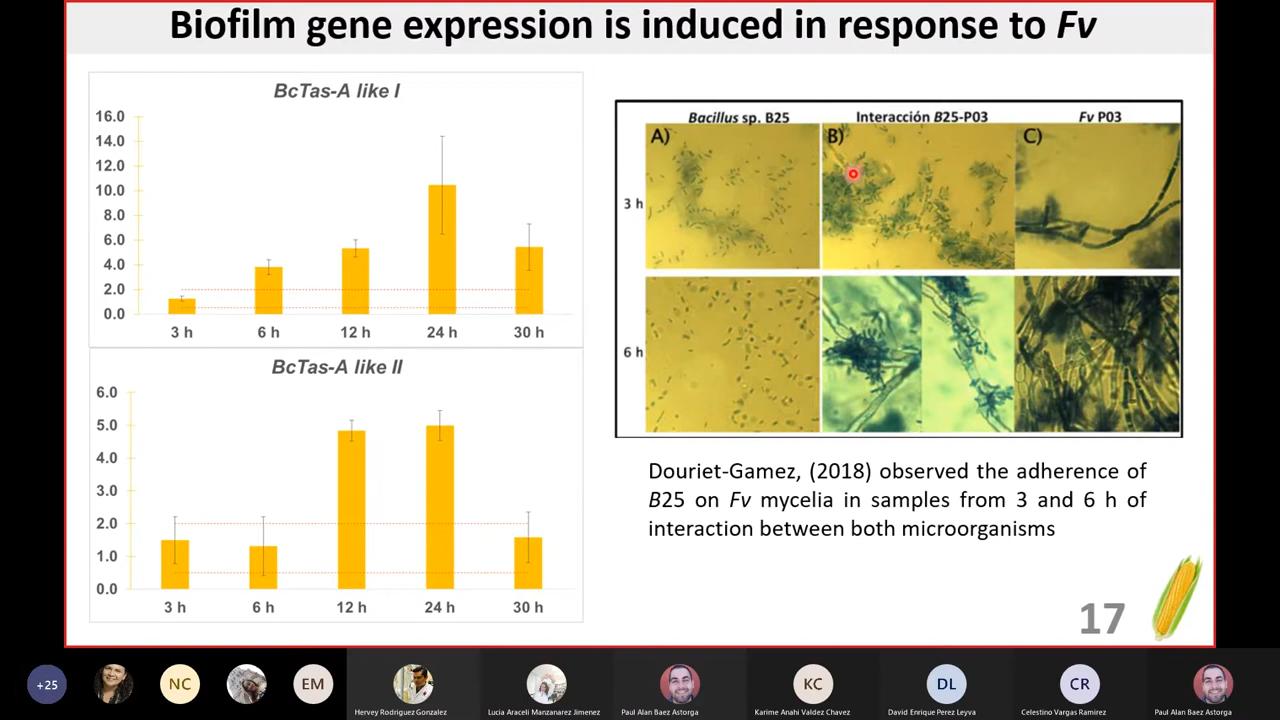 Biofilm gene expression is induced in response to Fv
BcTas-A like I
16.0
14.0
12.0
10.0
8.0
6.0
4.0
2.0
0.0
3 h 6 h 12 h 24 h 30 h
BcTas-A like II
6.0
5.0
4.0
3.0
2.0
1.0
0.0
3 h 6 h 12 h 24 h 30 h
Bacillus sp. B25 Interacción B25-P03 Fv P03
A) B) C)
3 h
6 h
Douriet-Gamez, (2018) observed the adherence of
B25 on Fv mycelia in samples from 3 and 6 h of
interaction between both microorganisms
17
+25 NC EM KC DL CR
Hervey Rodriguez Gonzalez Lucia Araceli Manzanarez Jimenez Paul Alan Baez Astorga Karime Anahi Valdez Chavez David Enrique Perez Leyva Celestino Vargas Ramirez Paul Alan Baez Astorga